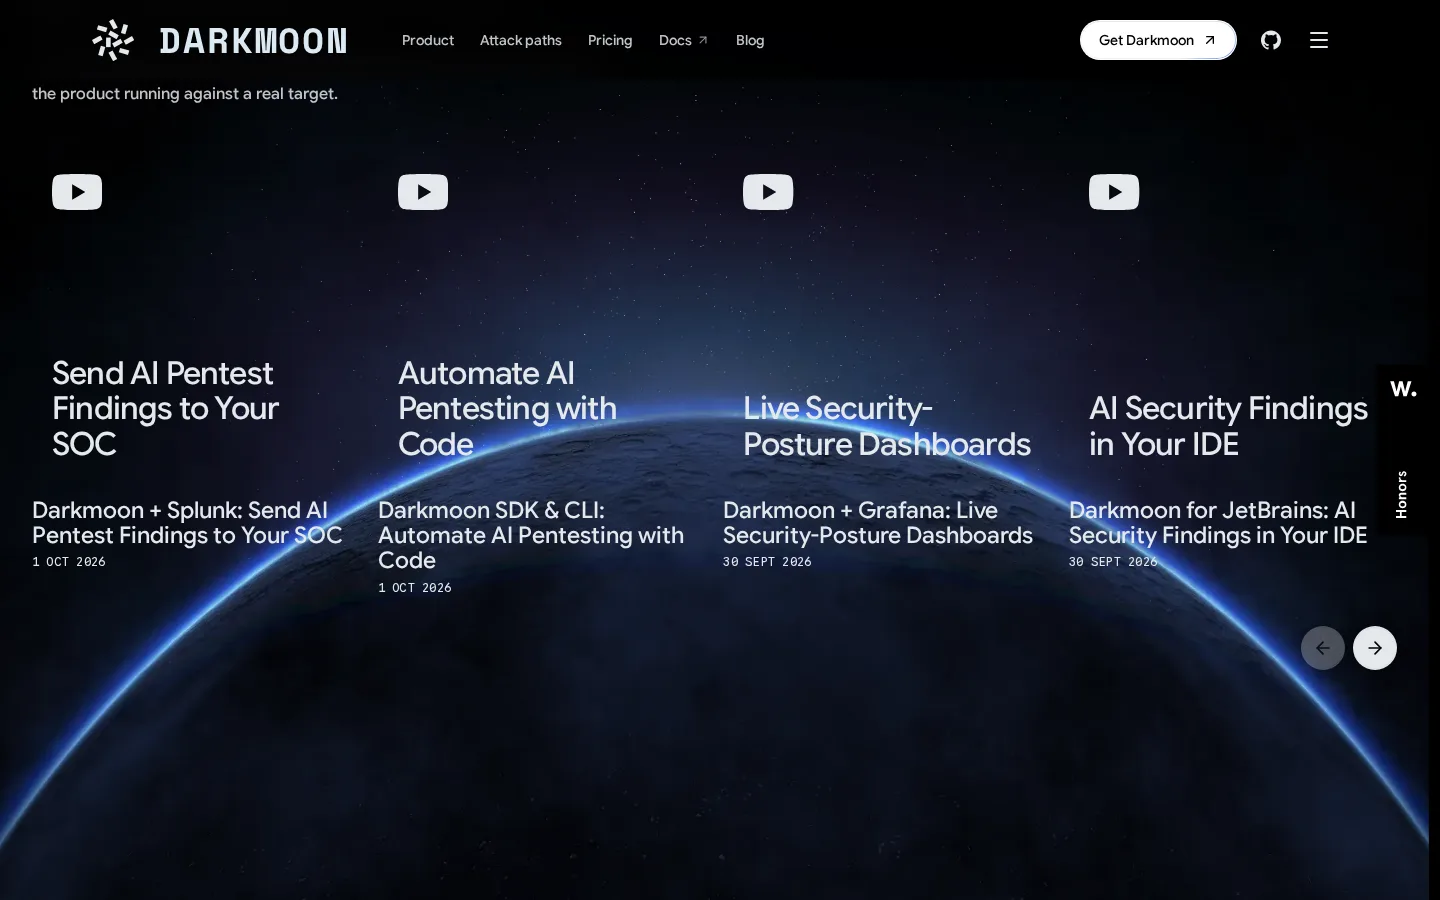 DARKMOON
Product
Attack paths
Pricing
Docs
Blog
Get Darkmoon
the product running against a real target.
Send AI Pentest
Findings to Your
SOC
Darkmoon + Splunk: Send AI
Pentest Findings to Your SOC
1 OCT 2026
Automate AI
Pentesting with
Code
Darkmoon SDK & CLI:
Automate AI Pentesting with
Code
1 OCT 2026
Live Security-
Posture Dashboards
Darkmoon + Grafana: Live
Security-Posture Dashboards
30 SEPT 2026
AI Security Findings
in Your IDE
Darkmoon for JetBrains: AI
Security Findings in Your IDE
30 SEPT 2026
W.
Honors